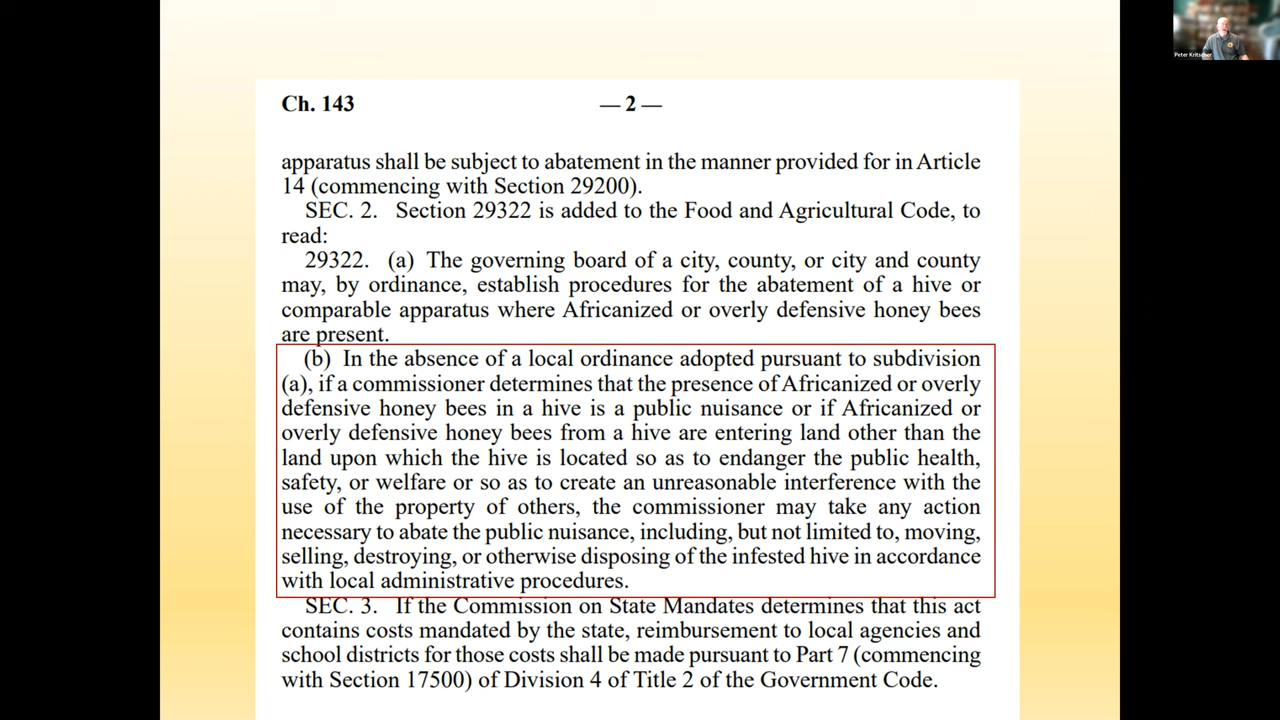 Ch. 143 — 2 —
apparatus shall be subject to abatement in the manner provided for in Article
14 (commencing with Section 29200).
SEC. 2. Section 29322 is added to the Food and Agricultural Code, to
read:
29322. (a) The governing board of a city, county, or city and county
may, by ordinance, establish procedures for the abatement of a hive or
comparable apparatus where Africanized or overly defensive honey bees
are present.
(b) In the absence of a local ordinance adopted pursuant to subdivision
(a), if a commissioner determines that the presence of Africanized or overly
defensive honey bees in a hive is a public nuisance or if Africanized or
overly defensive honey bees from a hive are entering land other than the
land upon which the hive is located so as to endanger the public health,
safety, or welfare or so as to create an unreasonable interference with the
use of the property of others, the commissioner may take any action
necessary to abate the public nuisance, including, but not limited to, moving,
selling, destroying, or otherwise disposing of the infested hive in accordance
with local administrative procedures.
SEC. 3. If the Commission on State Mandates determines that this act
contains costs mandated by the state, reimbursement to local agencies and
school districts for those costs shall be made pursuant to Part 7 (commencing
with Section 17500) of Division 4 of Title 2 of the Government Code.
Peter